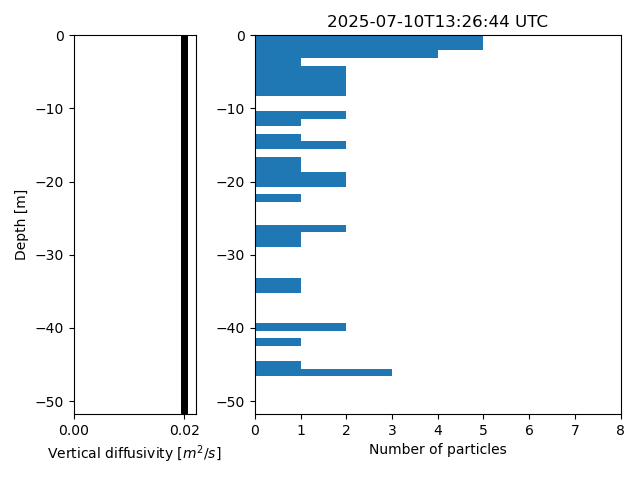 2025-07-10T13:26:44 UTC
0
−10
−20
−30
−40
−50
Depth [m]
0.00 0.02
Vertical diffusivity [m²/s]
0
−10
−20
−30
−40
−50
0 1 2 3 4 5 6 7 8
Number of particles